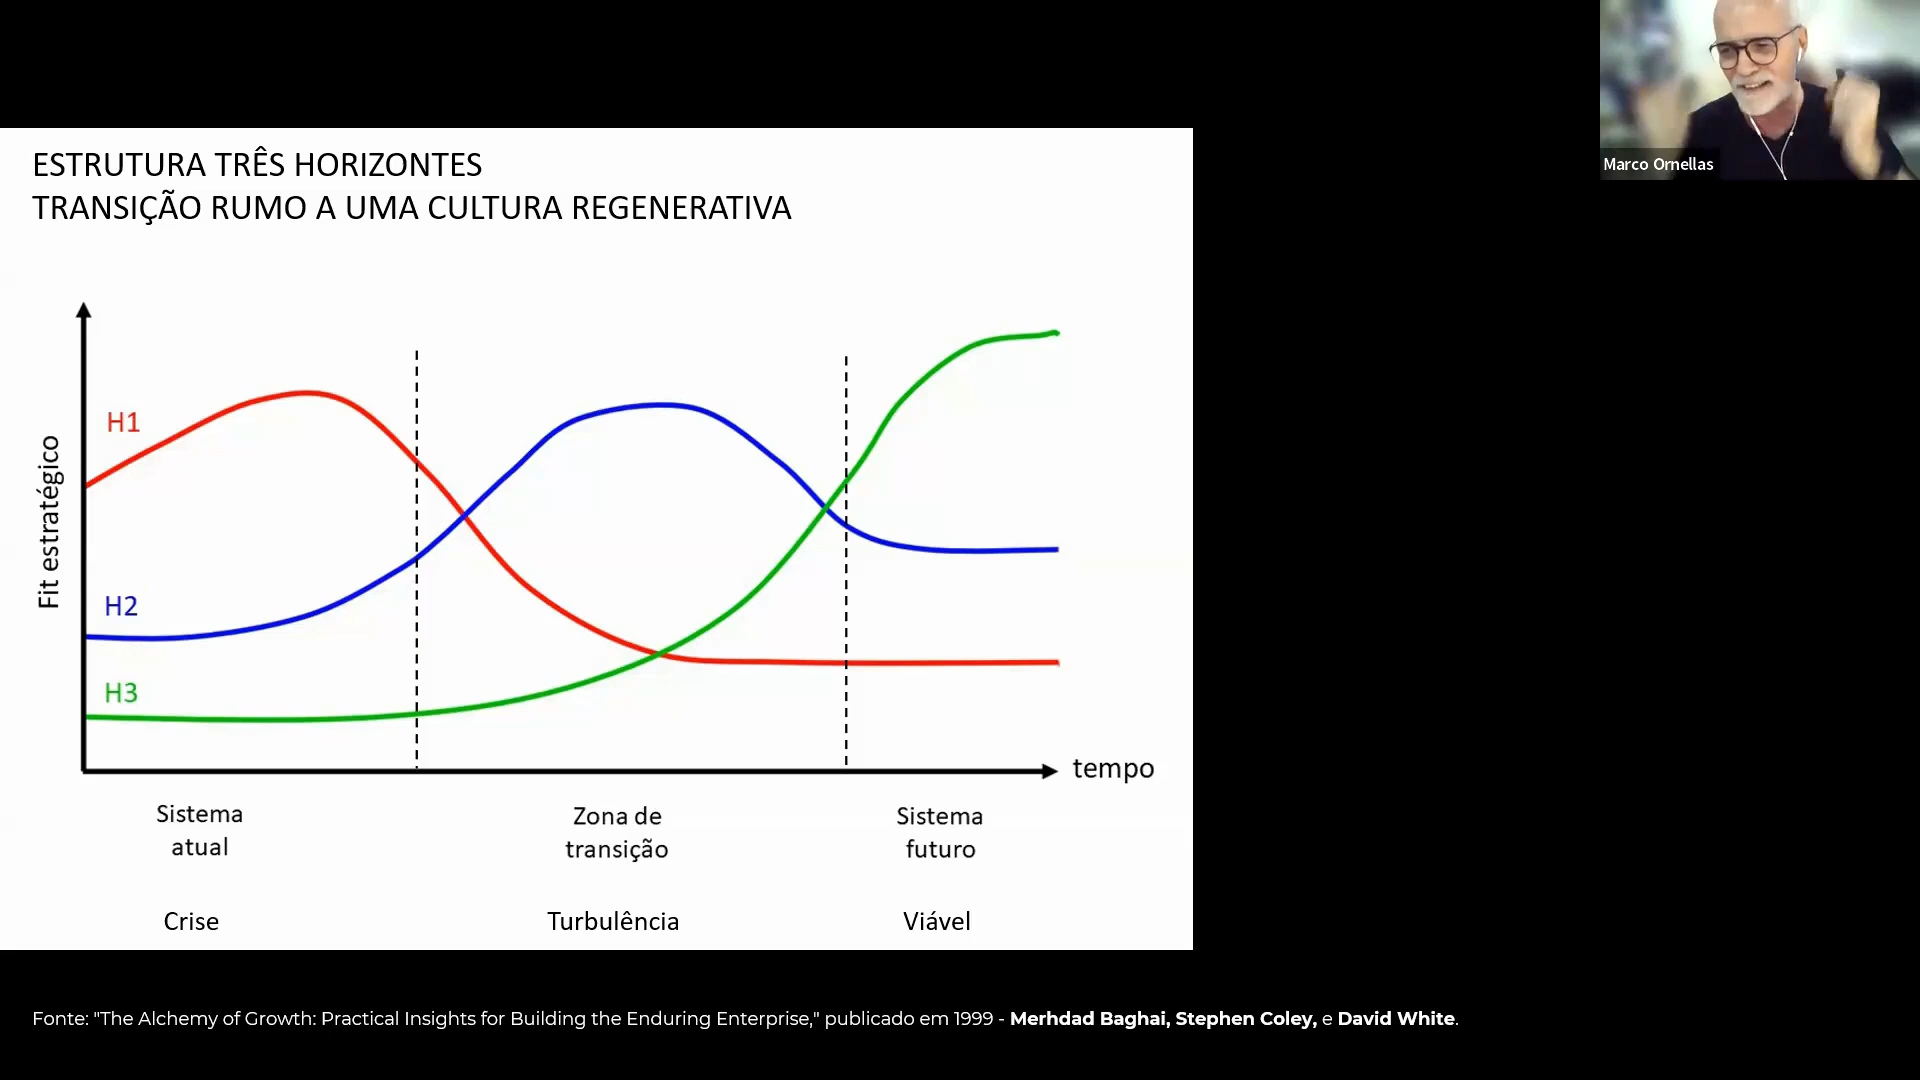 Marco Ornellas
ESTRUTURA TRÊS HORIZONTES
TRANSIÇÃO RUMO A UMA CULTURA REGENERATIVA
Fit estratégico
H1
H2
H3
tempo
Sistema
atual
Zona de
transição
Sistema
futuro
Crise
Turbulência
Viável
Fonte: "The Alchemy of Growth: Practical Insights for Building the Enduring Enterprise," publicado em 1999 - Merhdad Baghai, Stephen Coley, e David White.